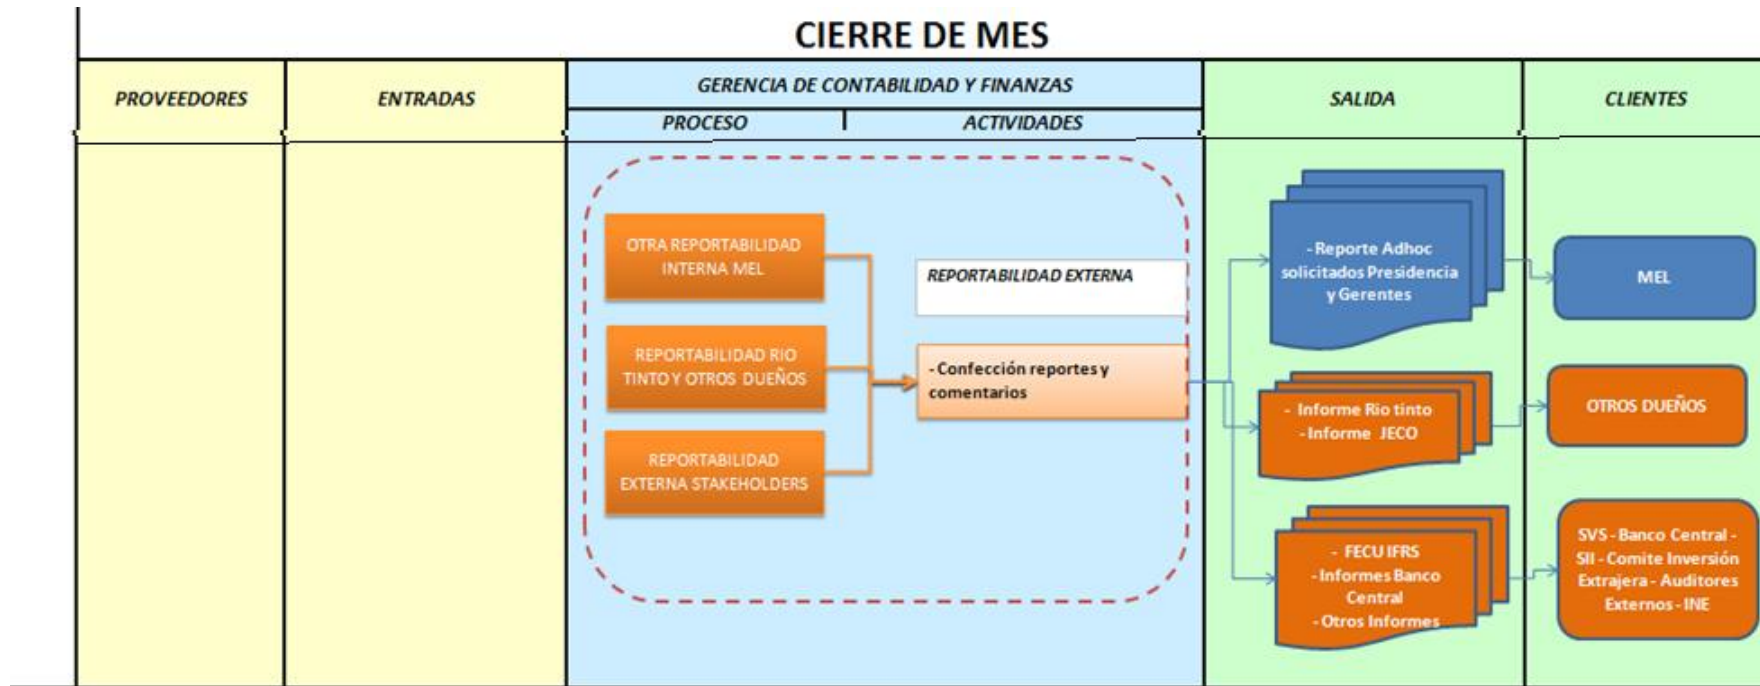 CIERRE DE MES
PROVEEDORES
ENTRADAS
GERENCIA DE CONTABILIDAD Y FINANZAS
PROCESO
ACTIVIDADES
SALIDA
CLIENTES
OTRA REPORTABILIDAD
INTERNA MEL
REPORTABILIDAD RIO
TINTO Y OTROS DUEÑOS
REPORTABILIDAD
EXTERNA STAKEHOLDERS
REPORTABILIDAD EXTERNA
- Confección reportes y
comentarios
- Reporte Adhoc
solicitados Presidencia
y Gerentes
MEL
- Informe Rio tinto
- Informe JECO
OTROS DUEÑOS
- FECU IFRS
- Informes Banco
Central
- Otros Informes
SVS - Banco Central -
SII - Comite Inversión
Extrajera - Auditores
Externos - INE